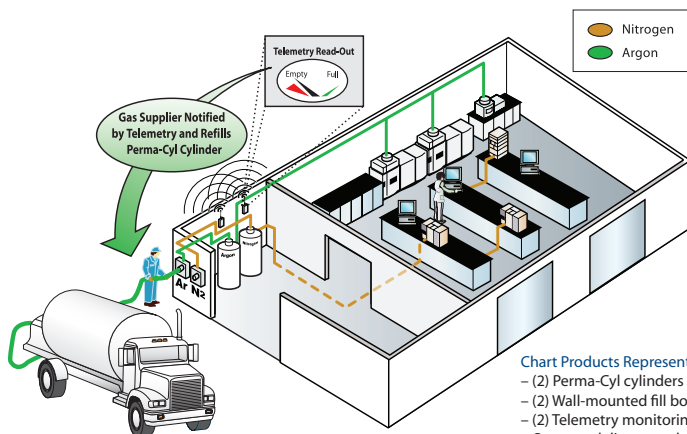 Nitrogen
Argon
Telemetry Read-Out
Empty Full
Gas Supplier Notified
by Telemetry and Refills
Perma-Cyl Cylinder
Argon
Nitrogen
Ar N2
Chart Products Represent
– (2) Perma-Cyl cylinders
– (2) Wall-mounted fill bo
– (2) Telemetry monitorin